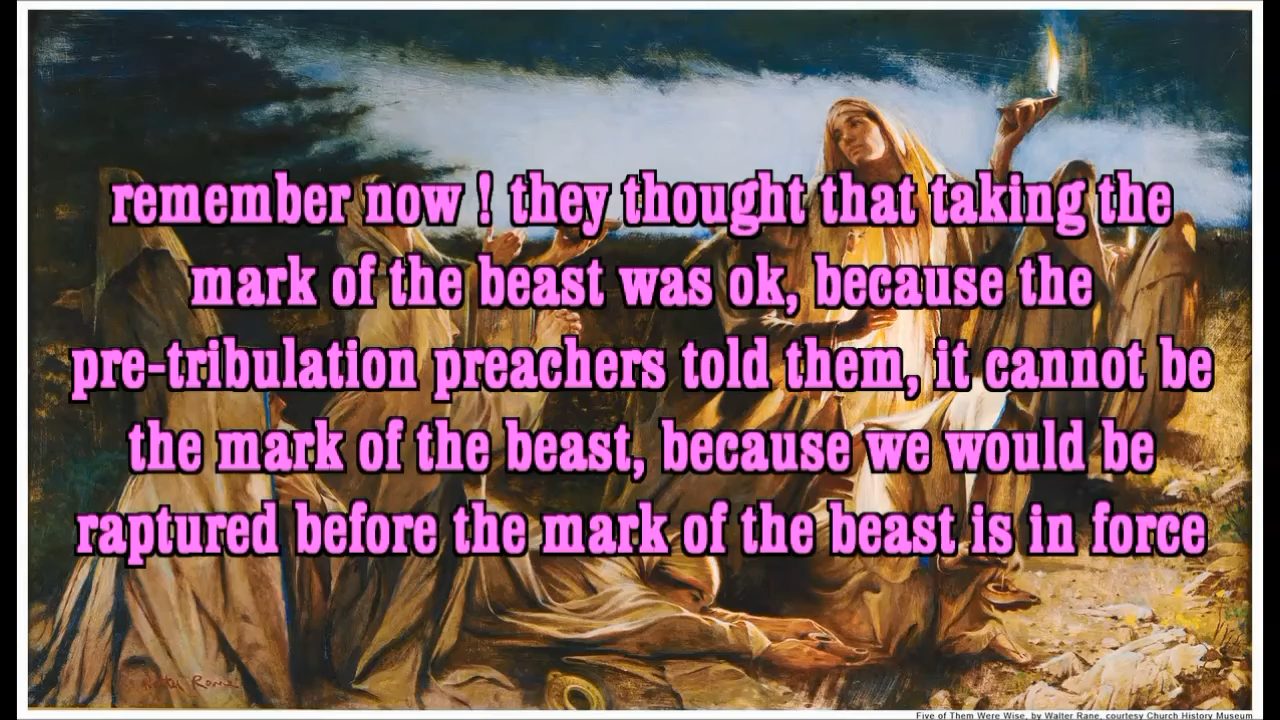 remember now ! they thought that taking the
mark of the beast was ok, because the
pre-tribulation preachers told them, it cannot be
the mark of the beast, because we would be
raptured before the mark of the beast is in force
Five of Them Were Wise, by Walter Rane, courtesy Church History Museum